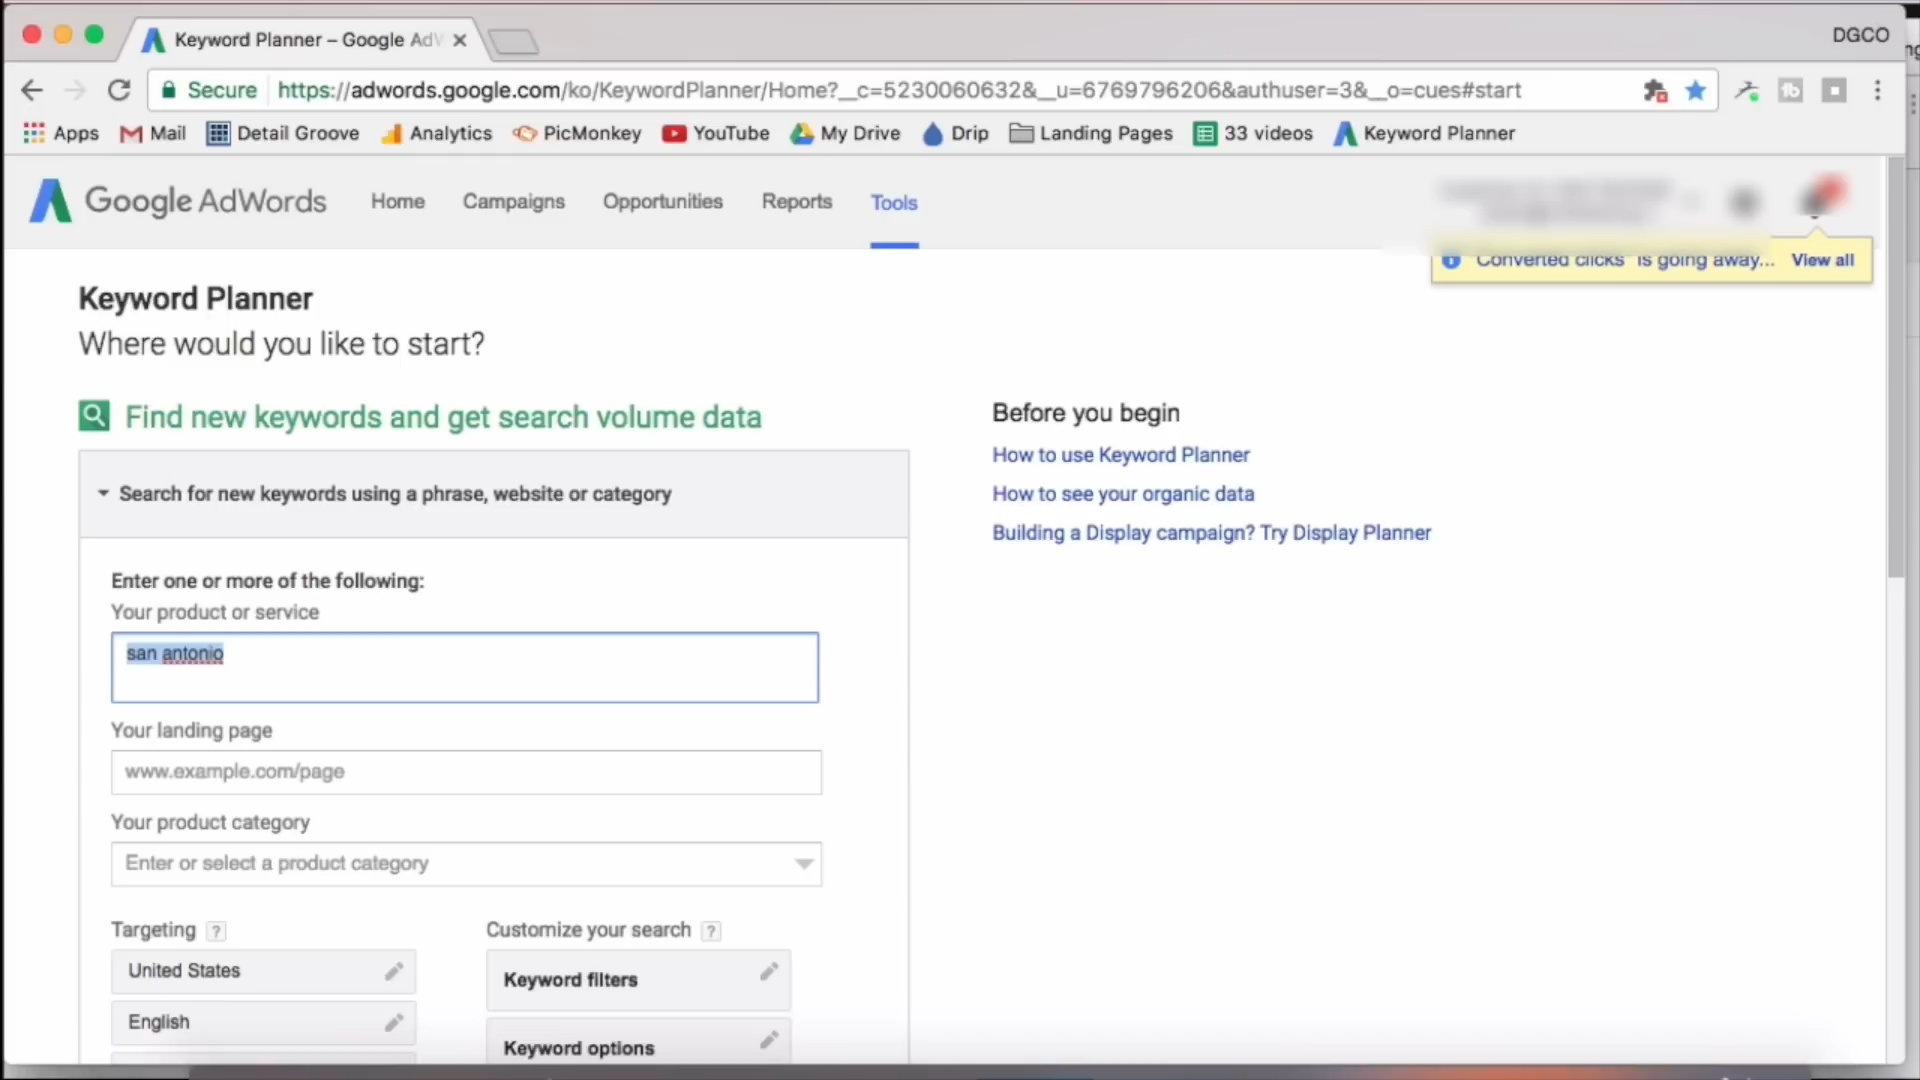 Keyword Planner – Google AdW
DGCO
Secure https://adwords.google.com/ko/KeywordPlanner/Home?__c=5230060632&__u=6769796206&authuser=3&__o=cues#start
Apps Mail Detail Groove Analytics PicMonkey YouTube My Drive Drip Landing Pages 33 videos Keyword Planner
Google AdWords Home Campaigns Opportunities Reports Tools
Converted clicks" is going away... View all
Keyword Planner
Where would you like to start?
Find new keywords and get search volume data
Before you begin
How to use Keyword Planner
Search for new keywords using a phrase, website or category
How to see your organic data
Building a Display campaign? Try Display Planner
Enter one or more of the following:
Your product or service
san antonio
Your landing page
www.example.com/page
Your product category
Enter or select a product category
Targeting ?
Customize your search ?
United States
Keyword filters
English
Keyword options